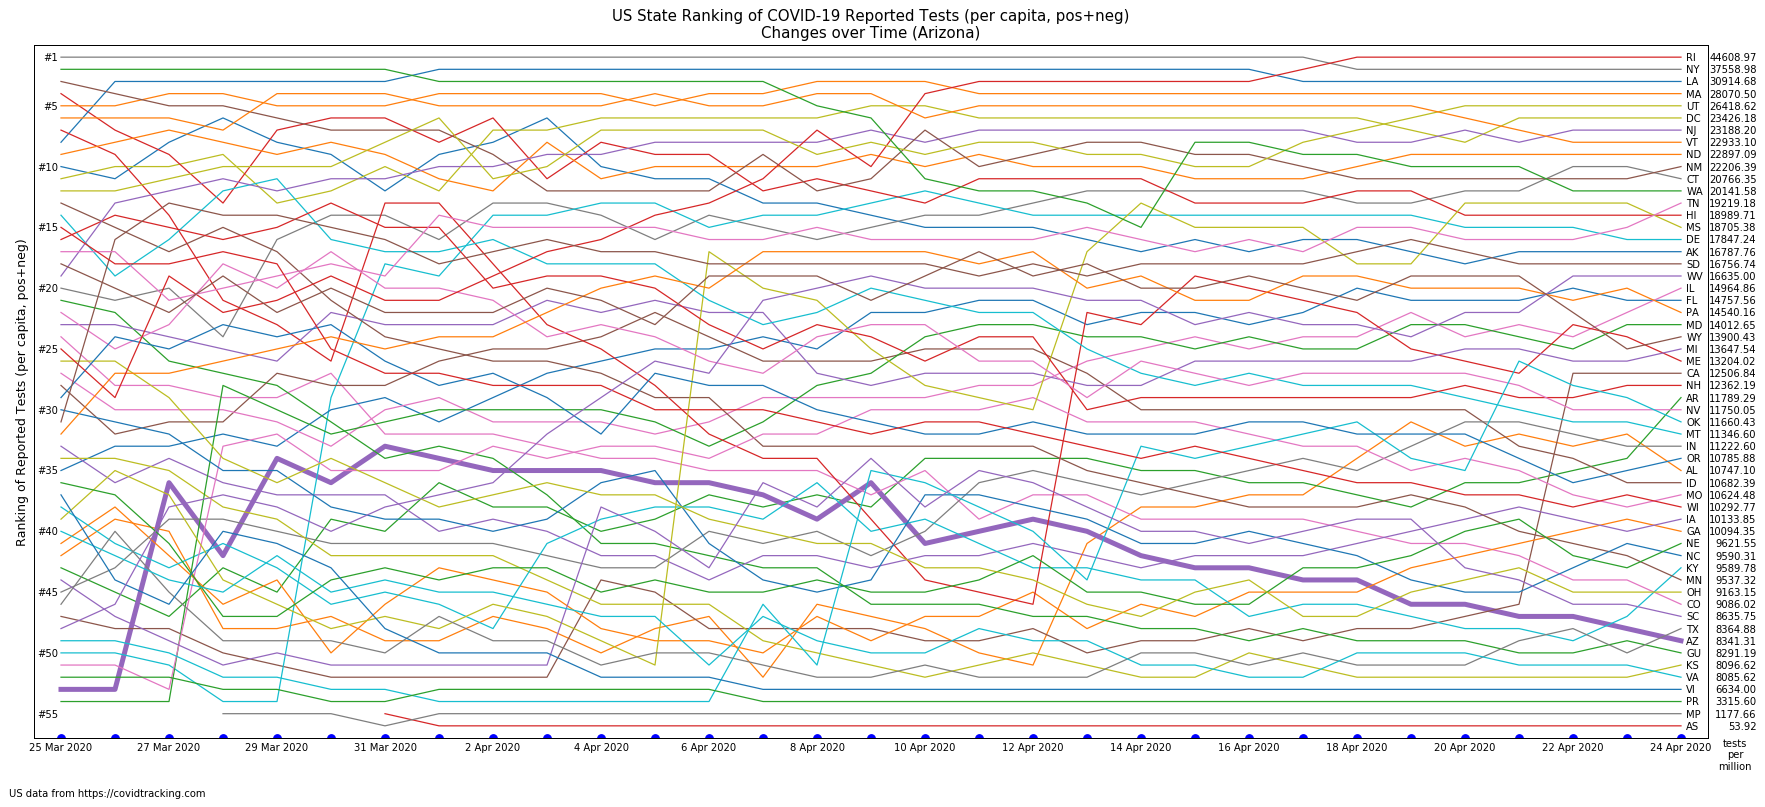 US State Ranking of COVID-19 Reported Tests (per capita, pos+neg)
Changes over Time (Arizona)
Ranking of Reported Tests (per capita, pos+neg)
#1
#5
#10
#15
#20
#25
#30
#35
#40
#45
#50
#55
RI 44608.97
NY 37558.98
LA 30914.68
MA 28070.50
UT 26418.62
DC 23426.18
NJ 23188.20
VT 22933.10
ND 22897.09
NM 22206.39
CT 20766.35
WA 20141.58
TN 19219.18
HI 18989.71
MS 18705.38
DE 17847.24
AK 16787.76
SD 16756.74
WV 16635.00
IL 14964.86
FL 14757.56
PA 14540.16
MD 14012.65
WY 13900.43
MI 13647.54
ME 13204.02
CA 12506.84
NH 12362.19
AR 11789.29
NV 11750.05
OK 11660.43
MT 11346.60
IN 11222.60
OR 10785.88
AL 10747.10
ID 10682.39
MO 10624.48
WI 10292.77
IA 10133.85
GA 10094.35
NE 9621.55
NC 9590.31
KY 9589.78
MN 9537.32
OH 9163.15
CO 9086.02
SC 8635.75
TX 8364.88
AZ 8341.31
GU 8291.19
KS 8096.62
VA 8085.62
VI 6634.00
PR 3315.60
MP 1177.66
AS 53.92
25 Mar 2020 27 Mar 2020 29 Mar 2020 31 Mar 2020 2 Apr 2020 4 Apr 2020 6 Apr 2020 8 Apr 2020 10 Apr 2020 12 Apr 2020 14 Apr 2020 16 Apr 2020 18 Apr 2020 20 Apr 2020 22 Apr 2020 24 Apr 2020
tests
per
million
US data from https://covidtracking.com